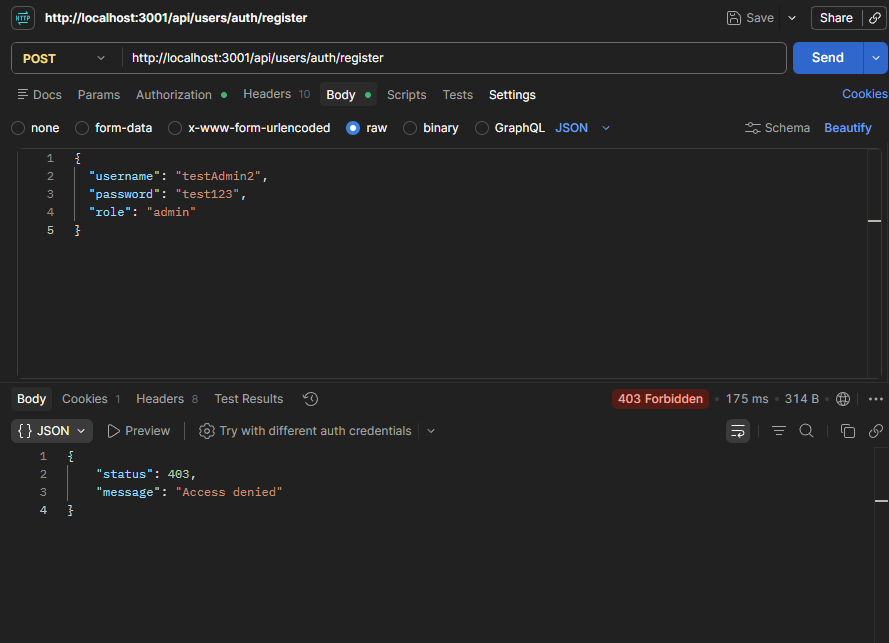 HTTP http://localhost:3001/api/users/auth/register Save Share
POST http://localhost:3001/api/users/auth/register Send
Docs Params Authorization Headers 10 Body Scripts Tests Settings Cookies
none form-data x-www-form-urlencoded raw binary GraphQL JSON Schema Beautify
1 {
2 "username": "testAdmin2",
3 "password": "test123",
4 "role": "admin"
5 }
Body Cookies 1 Headers 8 Test Results 403 Forbidden • 175 ms • 314 B •
{} JSON Preview Try with different auth credentials
1 {
2 "status": 403,
3 "message": "Access denied"
4 }